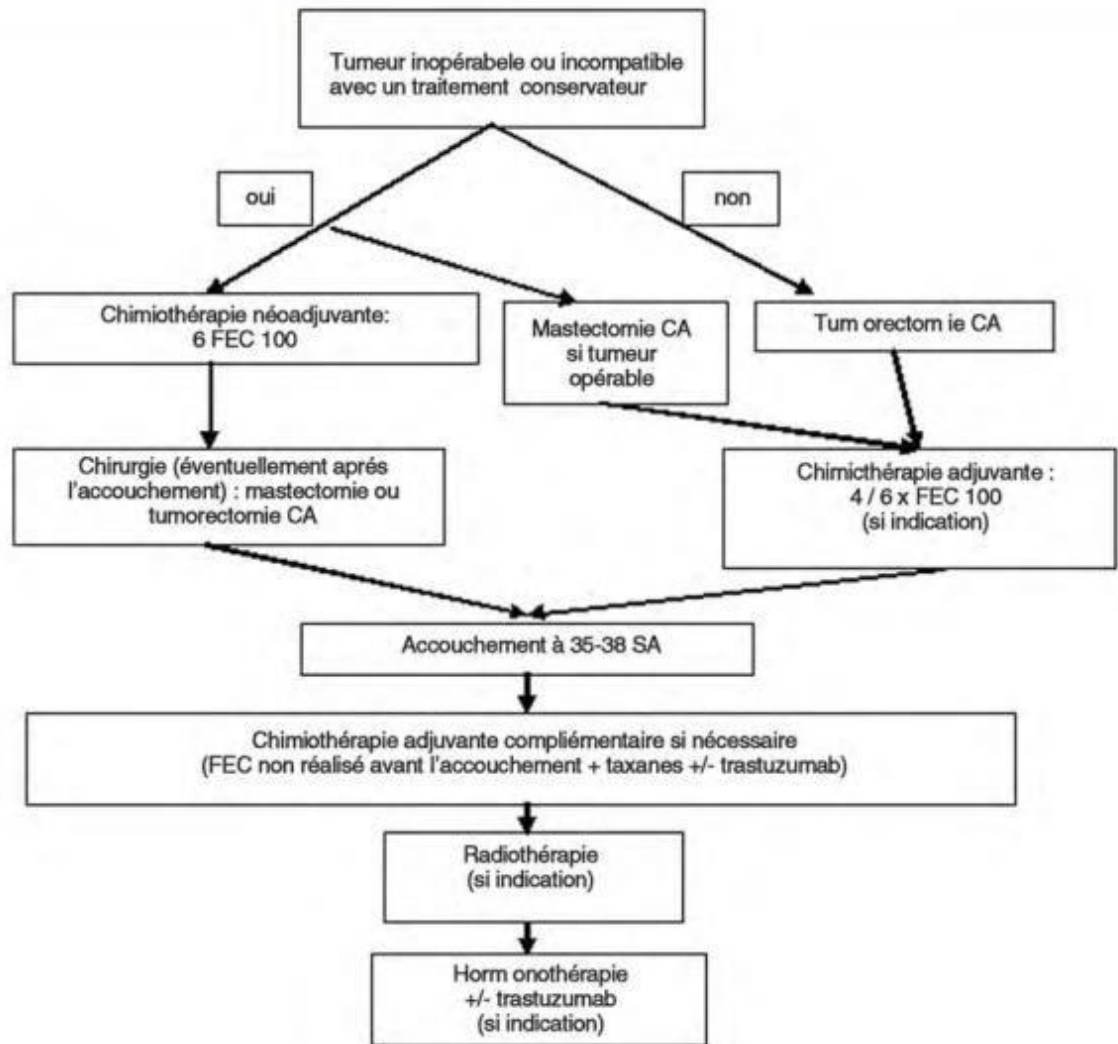 Tumeur inopérabele ou incompatible
avec un traitement conservateur
oui
non
Chimiothérapie néoadjuvante:
6 FEC 100
Mastectomie CA
si tumeur
opérable
Tum orectom ie CA
Chirurgie (éventuellement aprés
l'accouchement) : mastectomie ou
tumorectomie CA
Chimicthérapie adjuvante :
4 / 6 x FEC 100
(si indication)
Accouchement à 35-38 SA
Chimiothérapie adjuvante compliémentaire si nécessaire
(FEC non réalisé avant l'accouchement + taxanes +/- trastuzumab)
Radiothérapie
(si indication)
Horm onothérapie
+/- trastuzumab
(si indication)